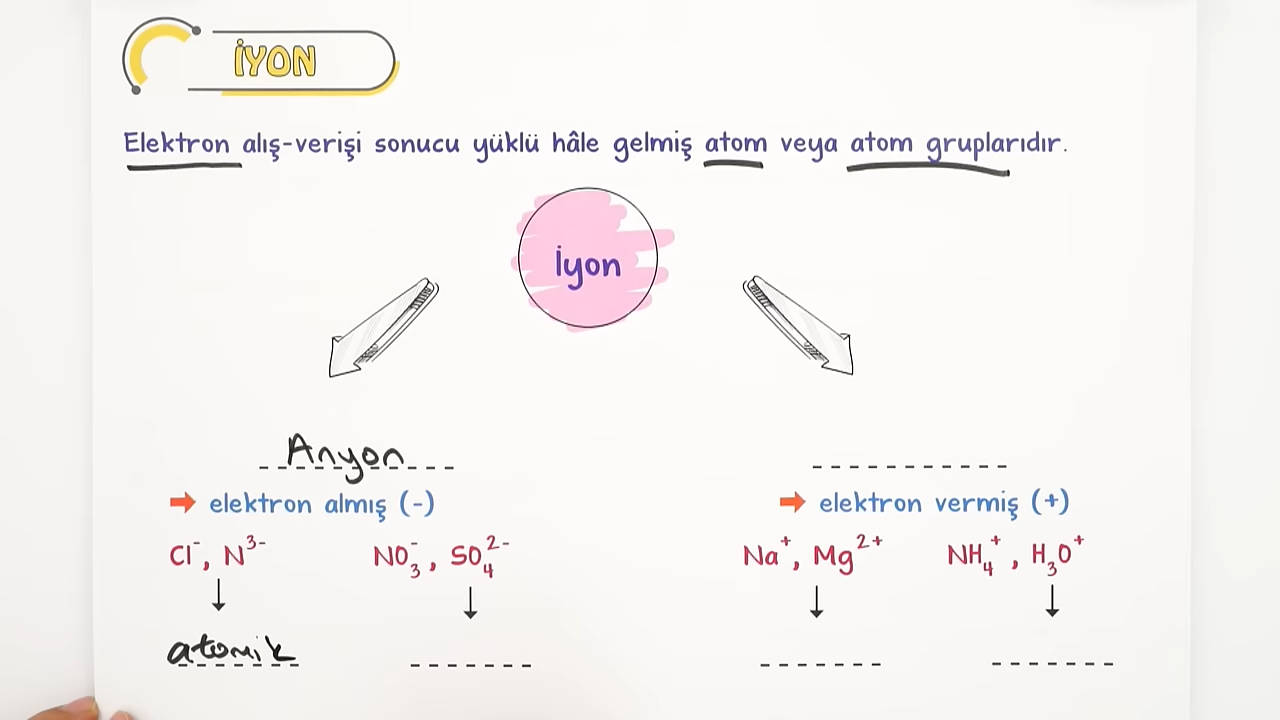 İYON
Elektron alış-verişi sonucu yüklü hâle gelmiş atom veya atom gruplarıdır.
İyon
Anyon
elektron almış (-)
elektron vermiş (+)
Cl⁻, N³⁻
NO₃⁻, SO₄²⁻
Na⁺, Mg²⁺
NH₄⁺, H₃O⁺
atomik